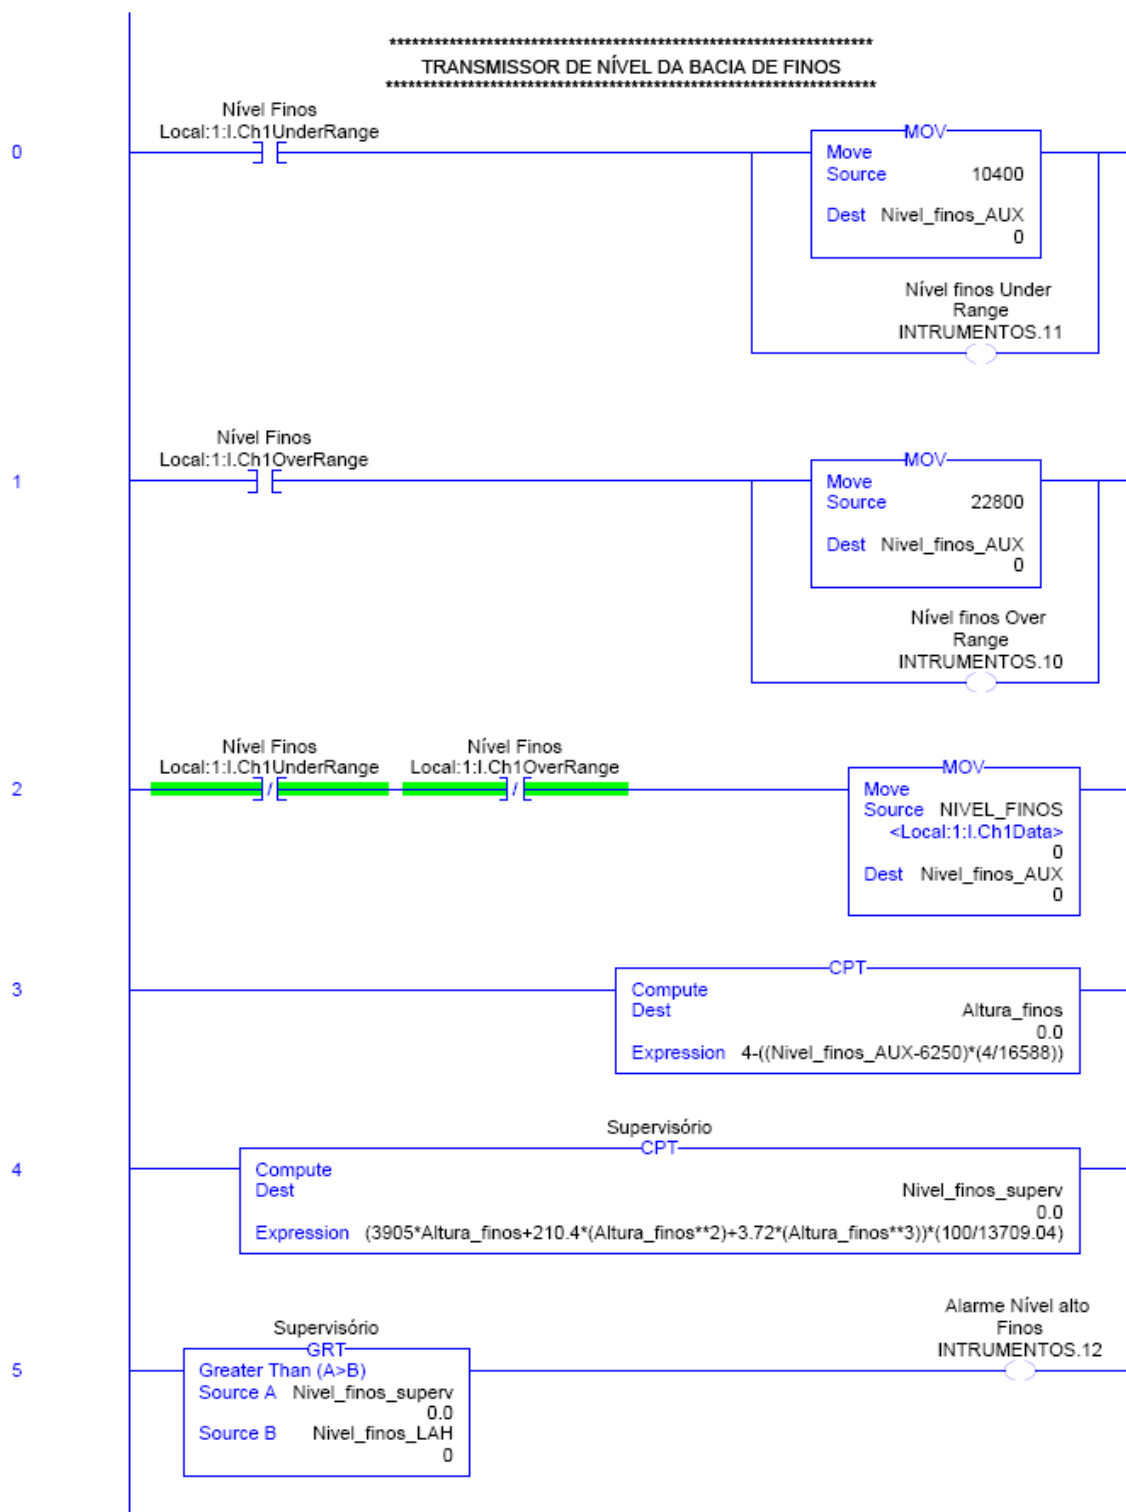 ******************************************************************
TRANSMISSOR DE NÍVEL DA BACIA DE FINOS
******************************************************************
Nível Finos
Local:1:I.Ch1UnderRange
0
MOV
Move
Source 10400
Dest Nivel_finos_AUX
0
Nível finos Under
Range
INTRUMENTOS.11
Nível Finos
Local:1:I.Ch1OverRange
1
MOV
Move
Source 22800
Dest Nivel_finos_AUX
0
Nível finos Over
Range
INTRUMENTOS.10
Nível Finos
Local:1:I.Ch1UnderRange
Nível Finos
Local:1:I.Ch1OverRange
2
MOV
Move
Source NIVEL_FINOS
<Local:1:I.Ch1Data>
0
Dest Nivel_finos_AUX
0
3
CPT
Compute
Dest Altura_finos
0.0
Expression 4-((Nivel_finos_AUX-6250)*(4/16588))
Supervisório
4
CPT
Compute
Dest Nivel_finos_superv
0.0
Expression (3905*Altura_finos+210.4*(Altura_finos**2)+3.72*(Altura_finos**3))*(100/13709.04)
Supervisório
5
GRT
Greater Than (A>B)
Source A Nivel_finos_superv
0.0
Source B Nivel_finos_LAH
0
Alarme Nível alto
Finos
INTRUMENTOS.12